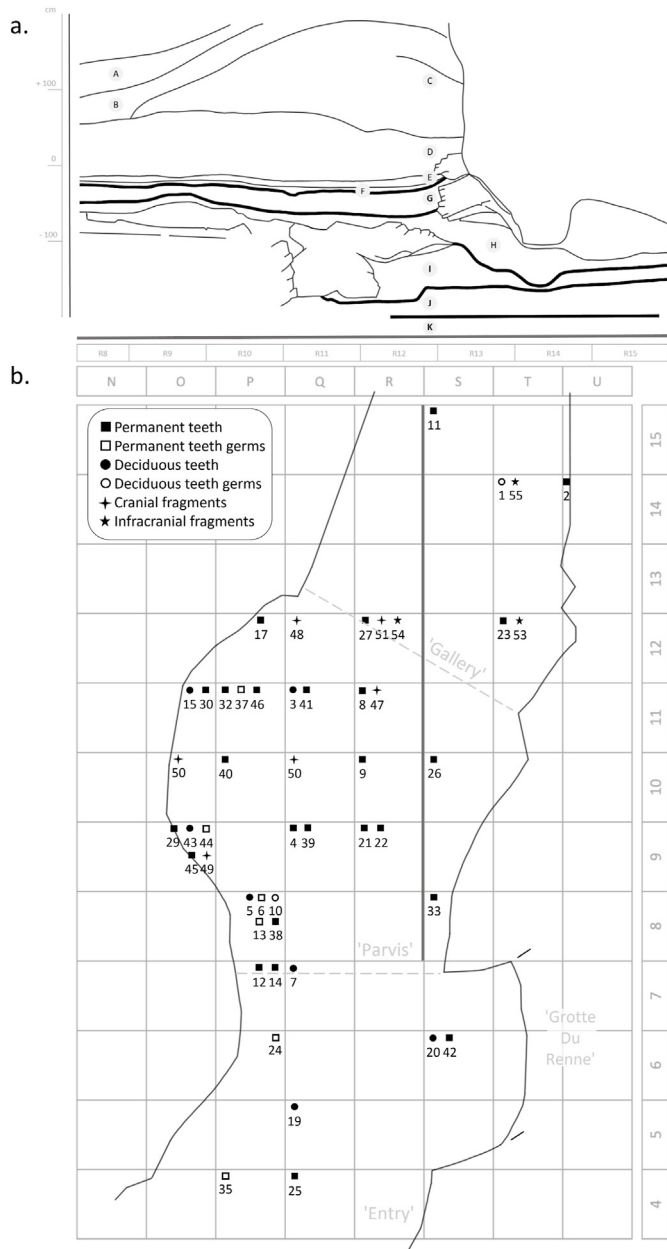 a.
cm
A
+ 100
B
C
0
D
E
F
G
- 100
H
I
J
K
R8 R9 R10 R11 R12 R13 R14 R15
b.
N O P Q R S T U
Permanent teeth
Permanent teeth germs
Deciduous teeth
Deciduous teeth germs
Cranial fragments
Infracranial fragments
11
15
1 55 2
14
13
17 48 27 51 54 23 53
12
'Gallery'
15 30 32 37 46 3 41 8 47
11
50 40 50 9 26
10
29 43 44 4 39 21 22
9
45 49
5 6 10 33
13 38
8
'Parvis'
12 14 7
7
'Grotte
Du
Renne'
24 20 42
6
19
5
35 25
4
'Entry'